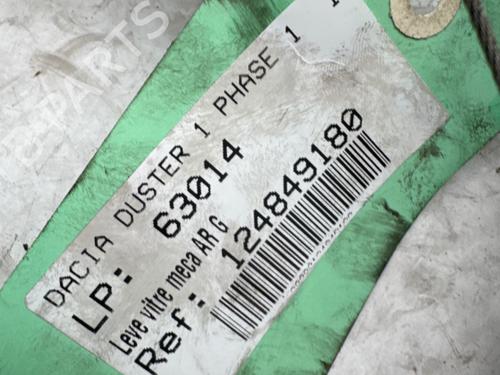 DACIA DUSTER 1 PHASE 1
LP: 63014
Leve vitre meca AR G
Ref: 124849180